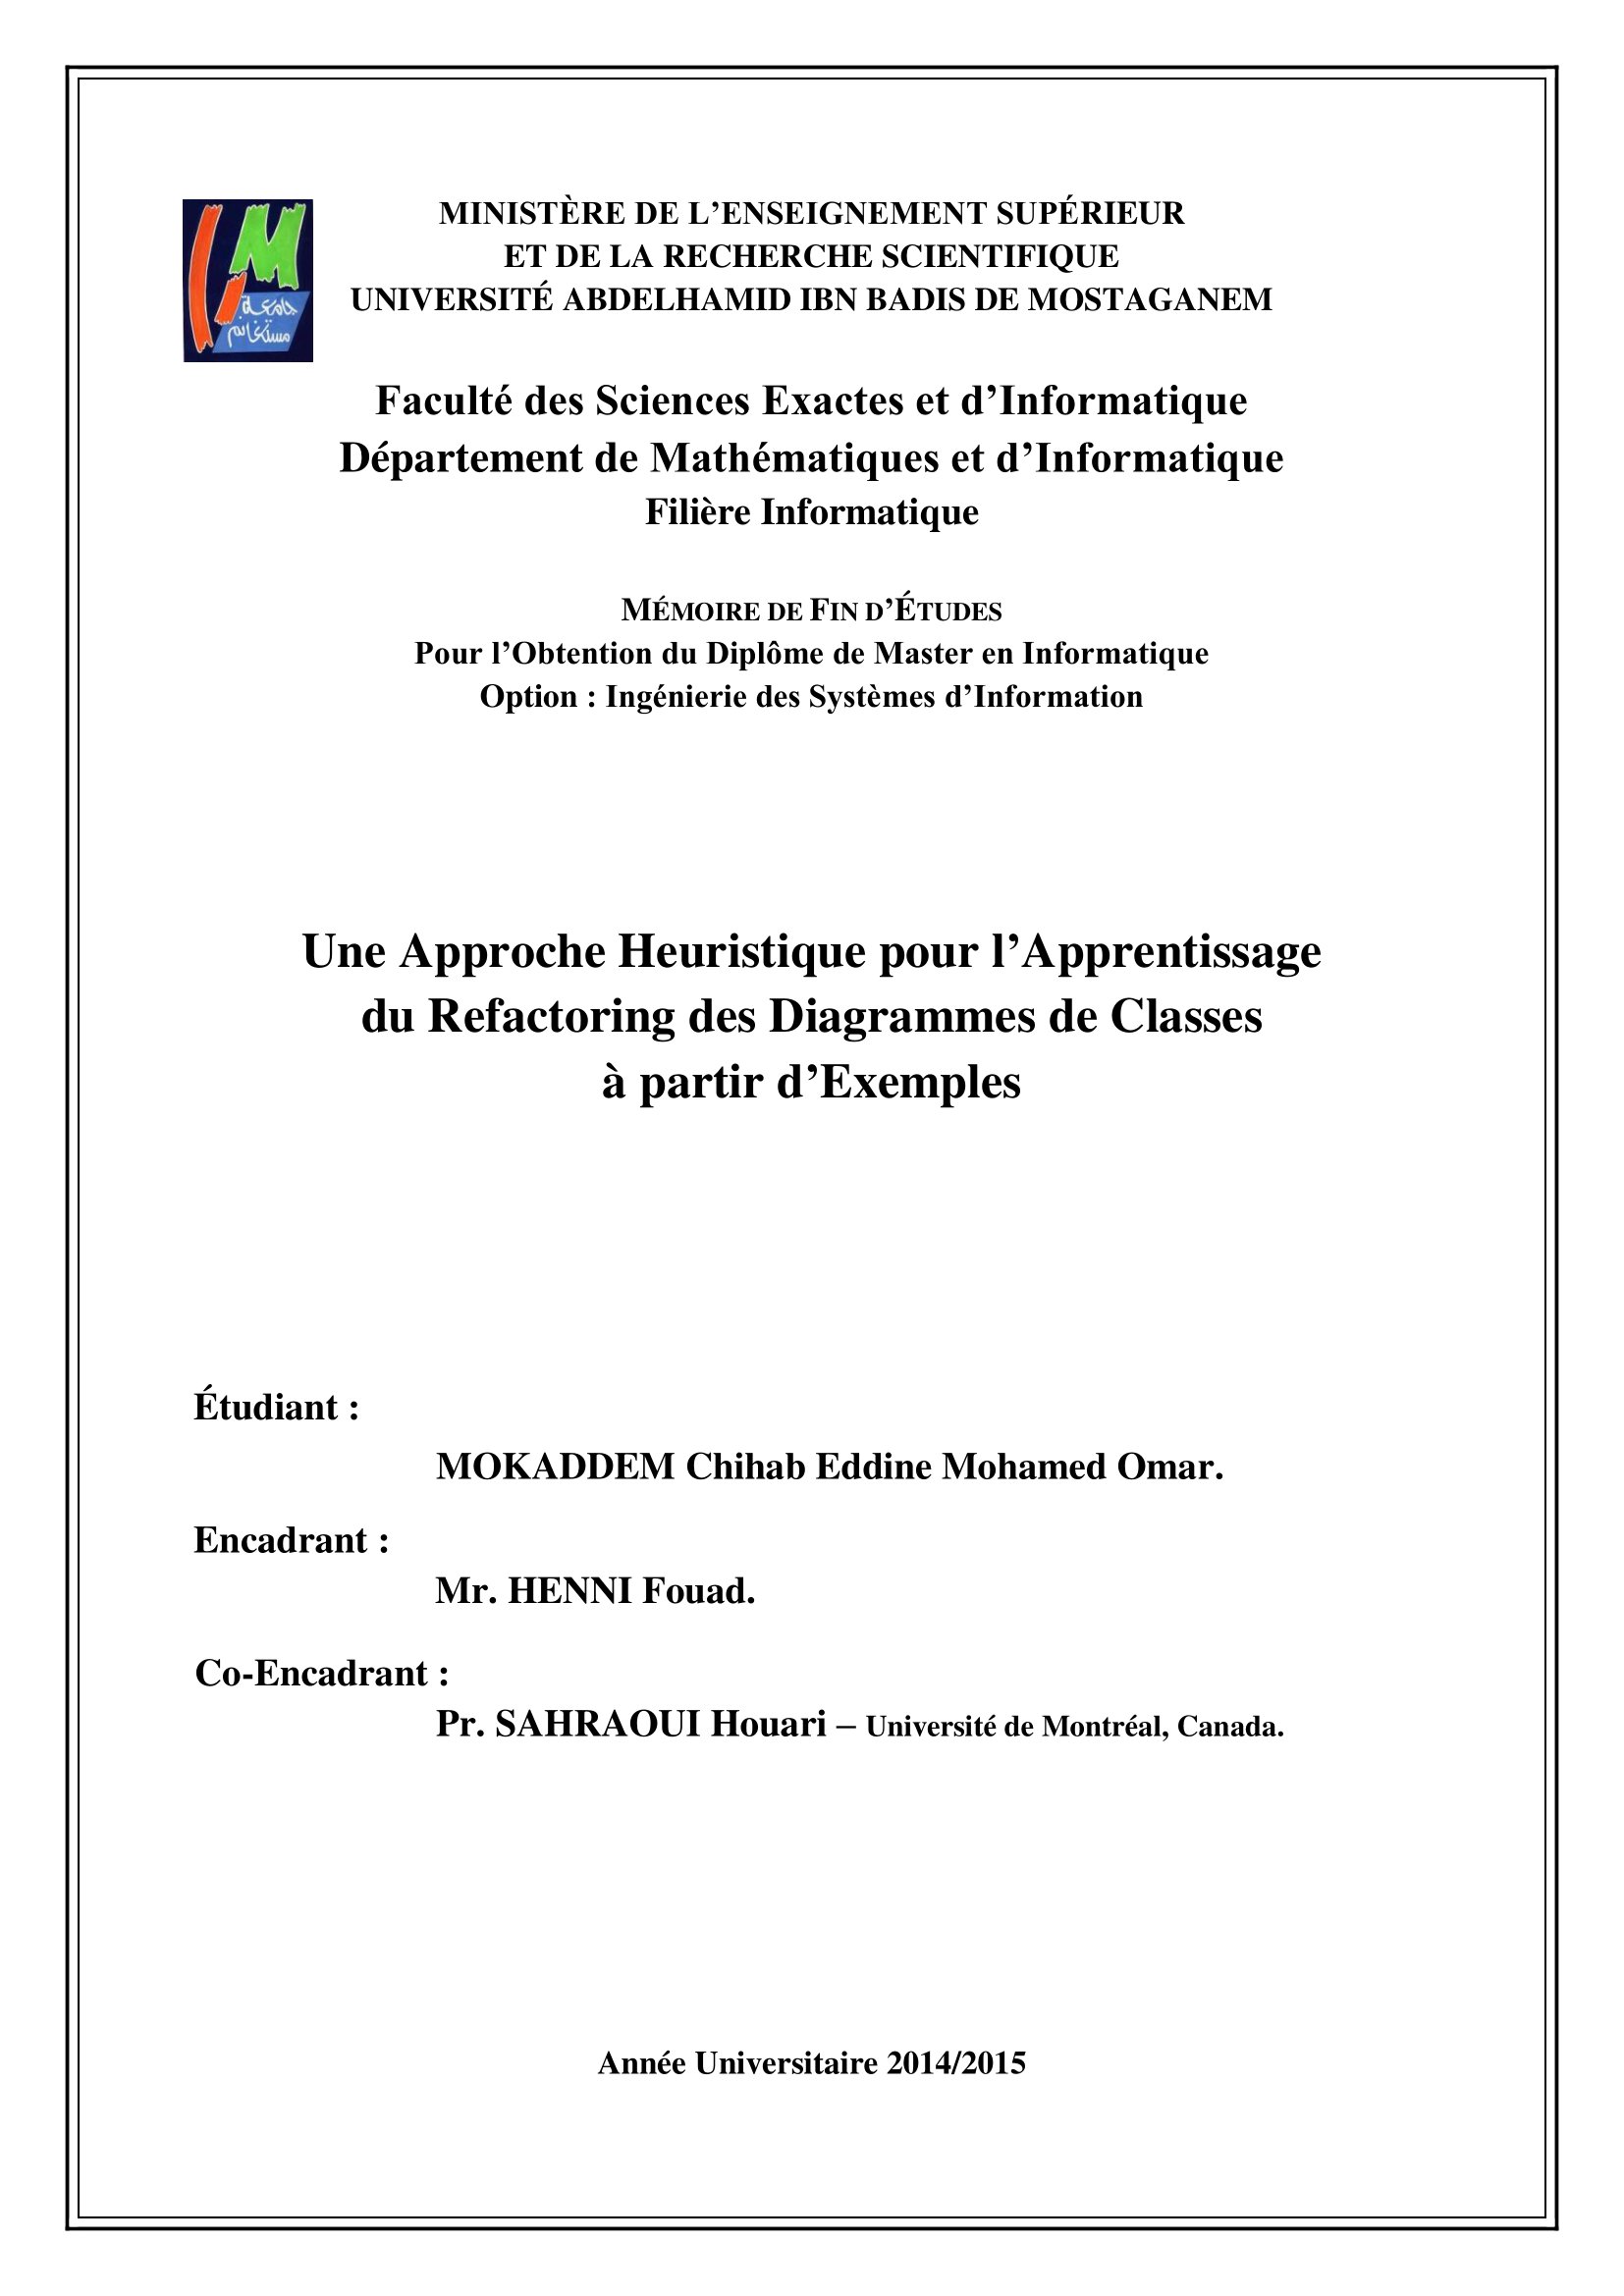 MINISTÈRE DE L’ENSEIGNEMENT SUPÉRIEUR
ET DE LA RECHERCHE SCIENTIFIQUE
UNIVERSITÉ ABDELHAMID IBN BADIS DE MOSTAGANEM
جامعة
مستغانم
Faculté des Sciences Exactes et d’Informatique
Département de Mathématiques et d’Informatique
Filière Informatique
MÉMOIRE DE FIN D’ÉTUDES
Pour l’Obtention du Diplôme de Master en Informatique
Option : Ingénierie des Systèmes d’Information
Une Approche Heuristique pour l’Apprentissage
du Refactoring des Diagrammes de Classes
à partir d’Exemples
Étudiant :
MOKADDEM Chihab Eddine Mohamed Omar.
Encadrant :
Mr. HENNI Fouad.
Co-Encadrant :
Pr. SAHRAOUI Houari – Université de Montréal, Canada.
Année Universitaire 2014/2015